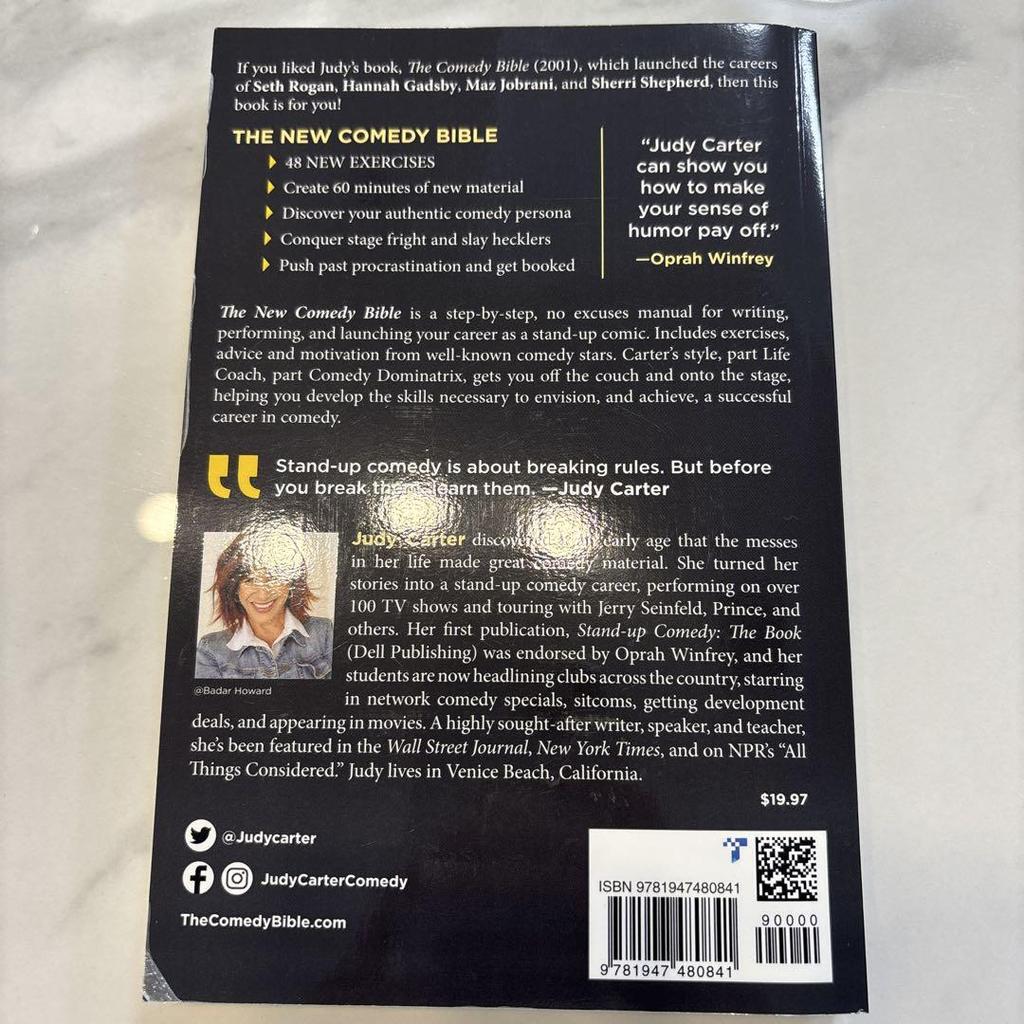 If you liked Judy's book, The Comedy Bible (2001), which launched the careers
of Seth Rogan, Hannah Gadsby, Maz Jobrani, and Sherri Shepherd, then this
book is for you!
THE NEW COMEDY BIBLE
48 NEW EXERCISES
Create 60 minutes of new material
Discover your authentic comedy persona
Conquer stage fright and slay hecklers
Push past procrastination and get booked
“Judy Carter
can show you
how to make
your sense of
humor pay off.”
—Oprah Winfrey
The New Comedy Bible is a step-by-step, no excuses manual for writing,
performing, and launching your career as a stand-up comic. Includes exercises,
advice and motivation from well-known comedy stars. Carter's style, part Life
Coach, part Comedy Dominatrix, gets you off the couch and onto the stage,
helping you develop the skills necessary to envision, and achieve, a successful
career in comedy.
Stand-up comedy is about breaking rules. But before
you break them, learn them. —Judy Carter
Judy Carter early age that the messes
in her life made great comedy material. She turned her
stories into a stand-up comedy career, performing on over
100 TV shows and touring with Jerry Seinfeld, Prince, and
others. Her first publication, Stand-up Comedy: The Book
(Dell Publishing) was endorsed by Oprah Winfrey, and her
students are now headlining clubs across the country, starring
in network comedy specials, sitcoms, getting development
deals, and appearing in movies. A highly sought-after writer, speaker, and teacher,
she's been featured in the Wall Street Journal, New York Times, and on NPR's “All
Things Considered.” Judy lives in Venice Beach, California.
@Badar Howard
$19.97
@Judycarter
JudyCarterComedy
TheComedyBible.com
ISBN 9781947480841
90000
9 781947 480841